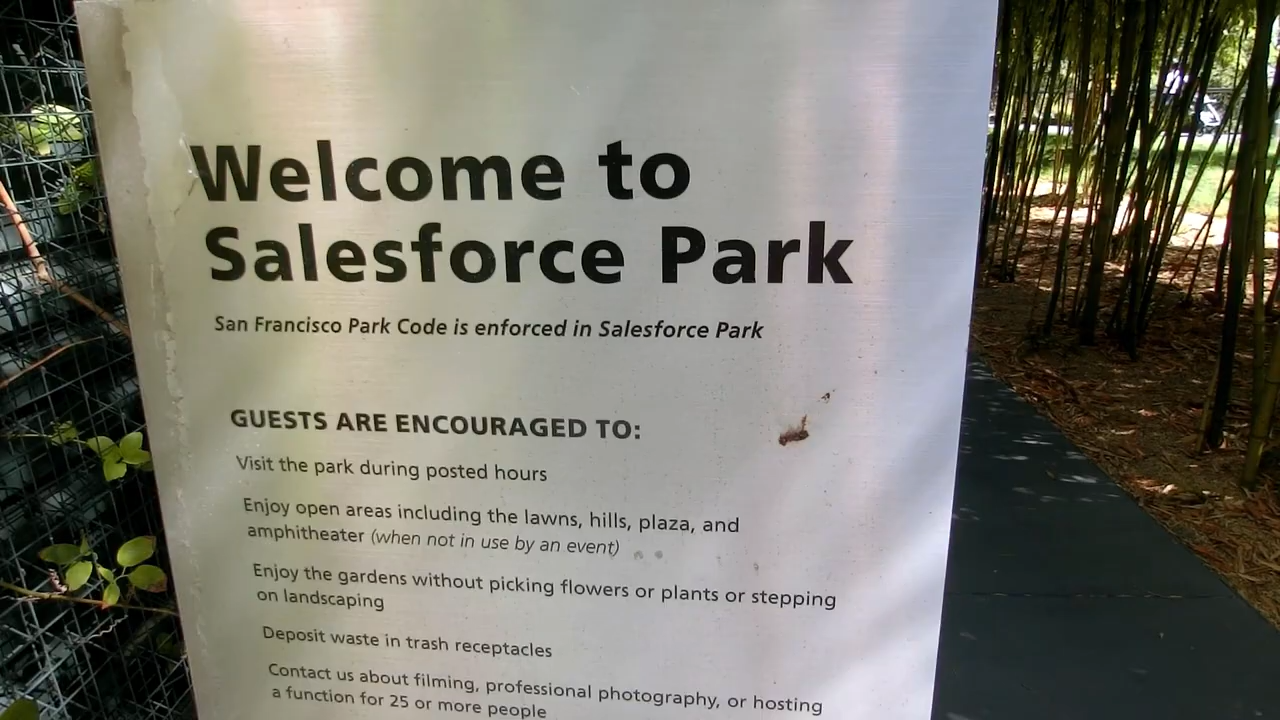 Welcome to
Salesforce Park
San Francisco Park Code is enforced in Salesforce Park
GUESTS ARE ENCOURAGED TO:
Visit the park during posted hours
Enjoy open areas including the lawns, hills, plaza, and
amphitheater (when not in use by an event)
Enjoy the gardens without picking flowers or plants or stepping
on landscaping
Deposit waste in trash receptacles
Contact us about filming, professional photography, or hosting
a function for 25 or more people